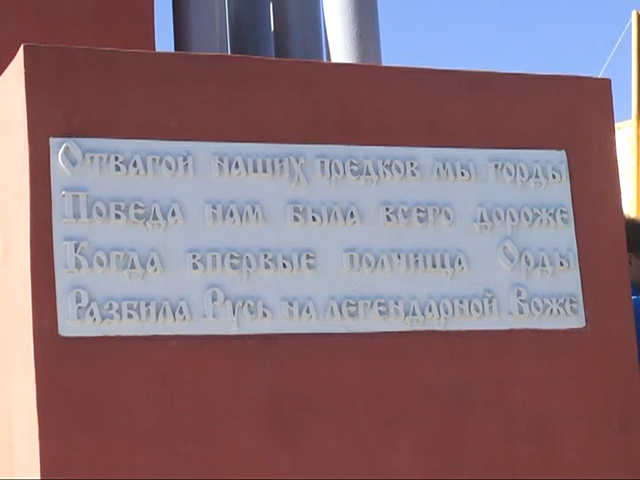 Отвагой наших предков мы горды
Победа нам была всего дороже
Когда впервые полчища Орды
Разбила Русь на легендарной Воже